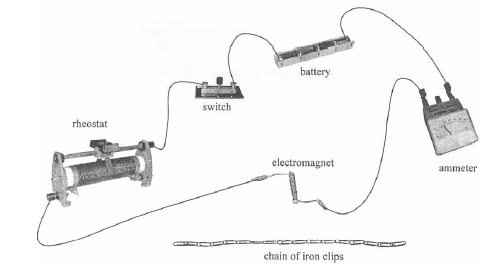 battery
switch
rheostat
electromagnet
ammeter
chain of iron clips